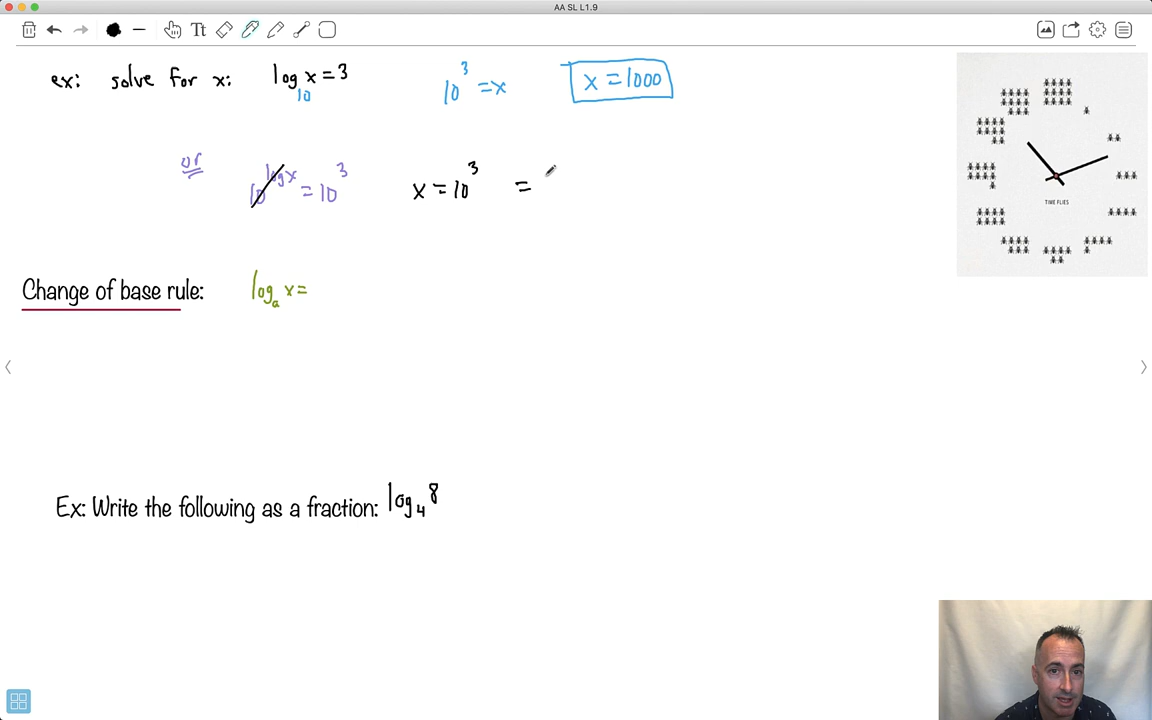 AA SL L1.9
Tt
ex: solve for x: log₁₀ x = 3 10³ = x x = 1000
or 10^log x = 10³ x = 10³ =
TIME FLIES
Change of base rule: logₐ x =
Ex: Write the following as a fraction: log₄ 8